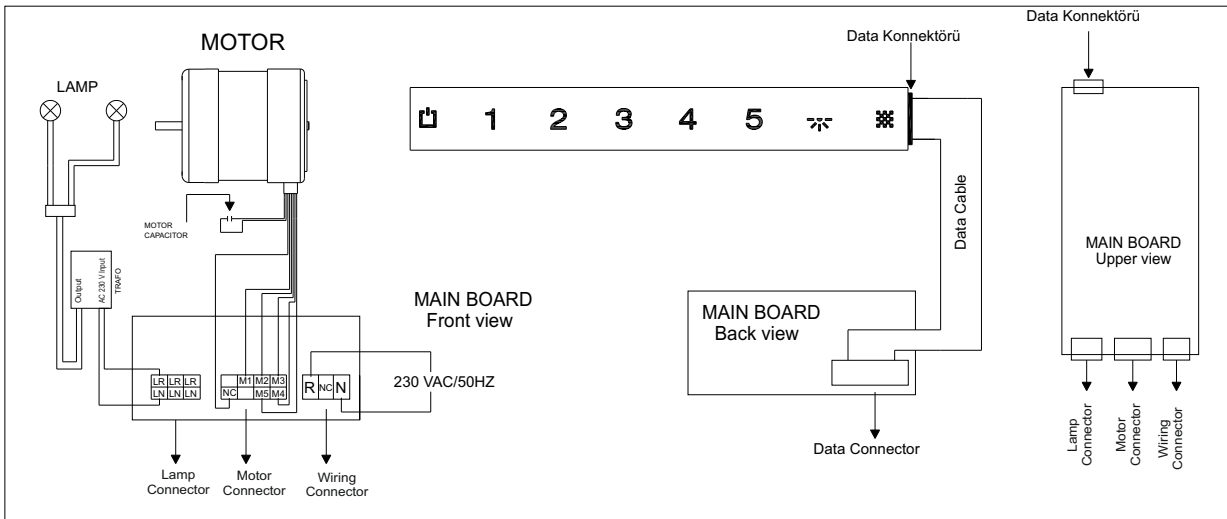 MOTOR
LAMP
MOTOR
CAPACITOR
Output
AC 230 V Input
TRAFO
MAIN BOARD
Front view
LR LR LR
LN LN LN
M1 M2 M3
NC M5 M4
R NC N
230 VAC/50HZ
Lamp
Connector
Motor
Connector
Wiring
Connector
Data Konnektörü
1 2 3 4 5
Data Cable
MAIN BOARD
Back view
Data Connector
Data Konnektörü
MAIN BOARD
Upper view
Lamp
Connector
Motor
Connector
Wiring
Connector